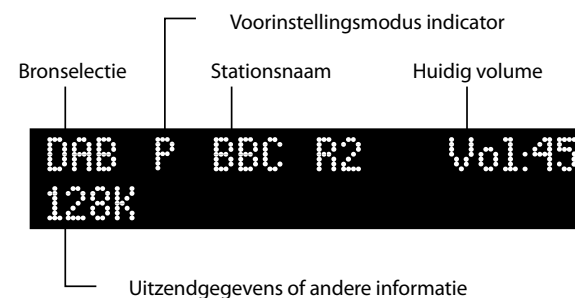 Voorinstellingsmodus indicator
Bronselectie Stationsnaam Huidig volume
DAB P BBC R2 Vol:45
128K
Uitzendgegevens of andere informatie